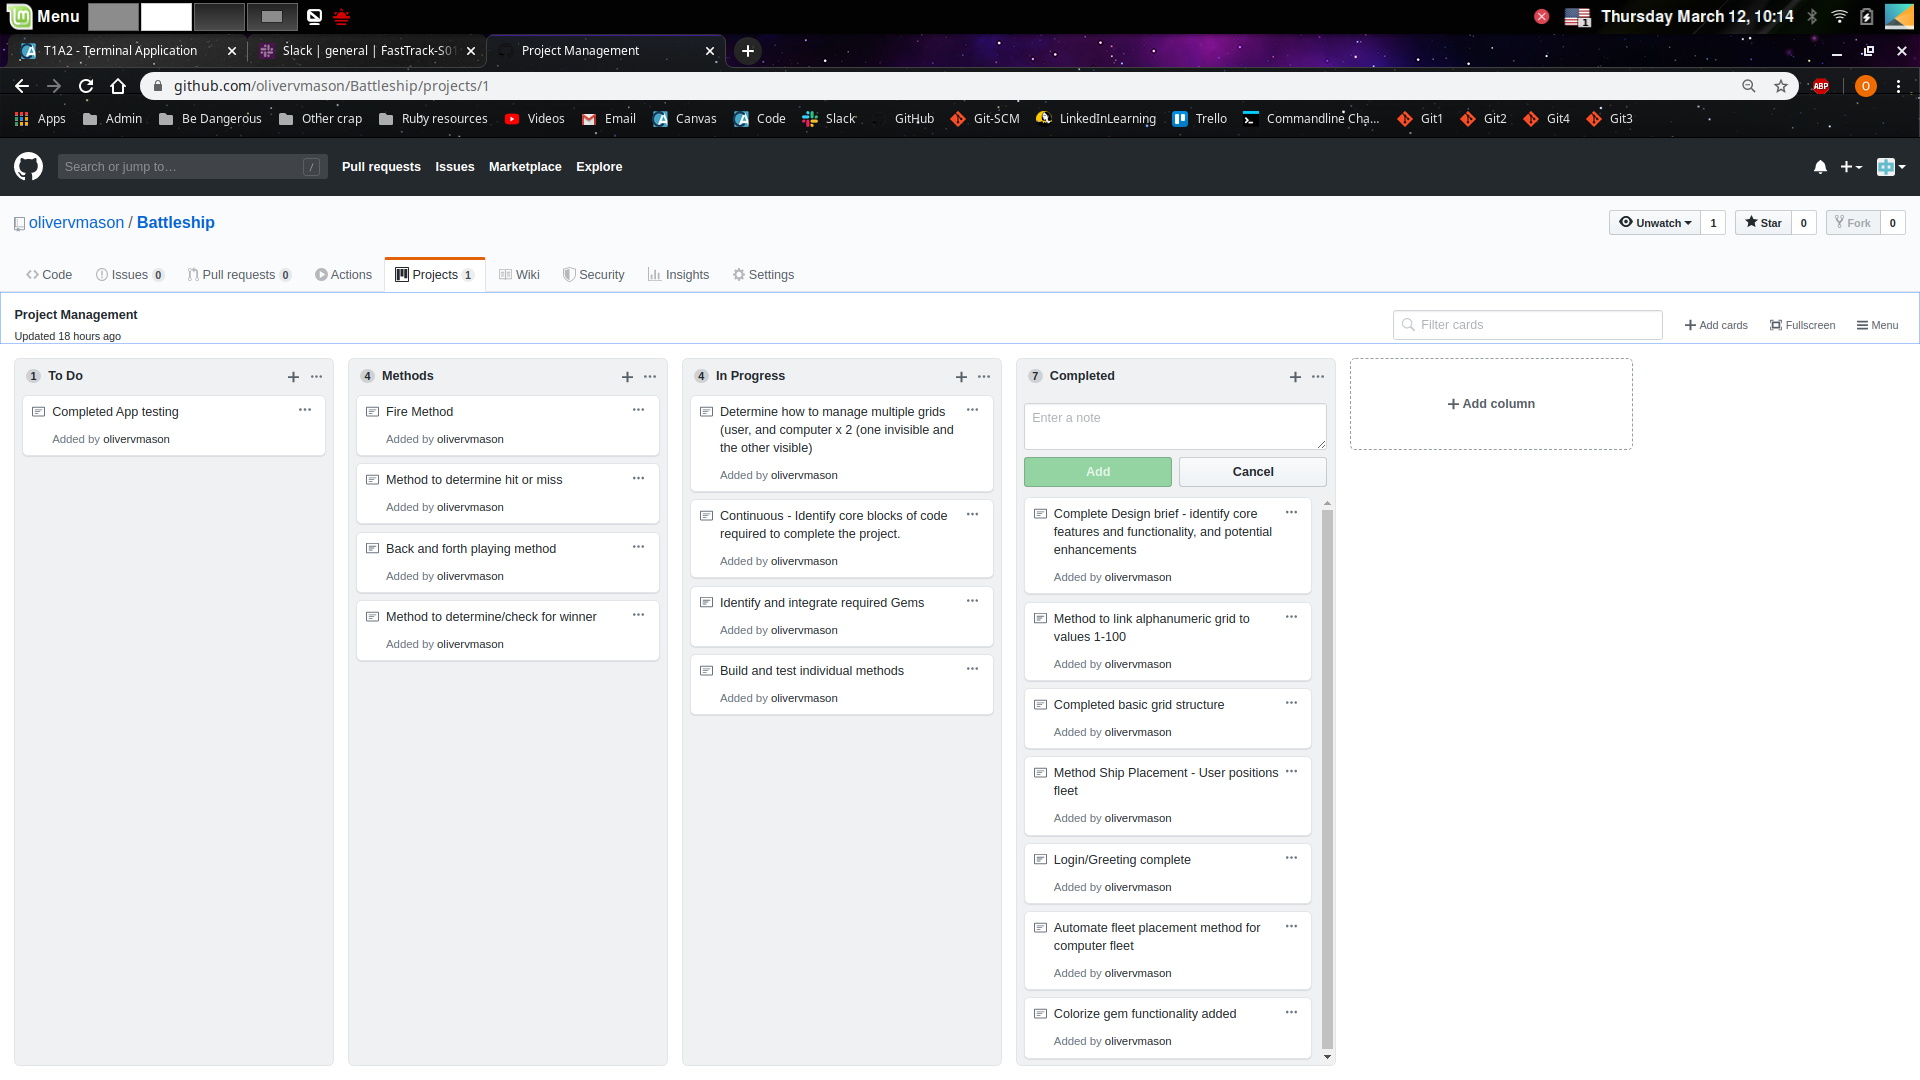 Menu
1
Thursday March 12, 10:14
T1A2 - Terminal Application
Slack | general | FastTrack-S01
Project Management
github.com/olivervmason/Battleship/projects/1
ABP
O
Apps
Admin
Be Dangerous
Other crap
Ruby resources
Videos
Email
Canvas
Code
Slack
GitHub
Git-SCM
LinkedInLearning
Trello
Commandline Cha...
Git1
Git2
Git4
Git3
Search or jump to...
/
Pull requests
Issues
Marketplace
Explore
olivervmason / Battleship
Unwatch 1
Star 0
Fork 0
Code
Issues 0
Pull requests 0
Actions
Projects 1
Wiki
Security
Insights
Settings
Project Management
Updated 18 hours ago
Filter cards
Add cards
Fullscreen
Menu
1 To Do
Completed App testing
Added by olivervmason
4 Methods
Fire Method
Added by olivervmason
Method to determine hit or miss
Added by olivervmason
Back and forth playing method
Added by olivervmason
Method to determine/check for winner
Added by olivervmason
4 In Progress
Determine how to manage multiple grids
(user, and computer x 2 (one invisible and
the other visible)
Added by olivervmason
Continuous - Identify core blocks of code
required to complete the project.
Added by olivervmason
Identify and integrate required Gems
Added by olivervmason
Build and test individual methods
Added by olivervmason
7 Completed
Enter a note
Add
Cancel
Complete Design brief - identify core
features and functionality, and potential
enhancements
Added by olivervmason
Method to link alphanumeric grid to
values 1-100
Added by olivervmason
Completed basic grid structure
Added by olivervmason
Method Ship Placement - User positions
fleet
Added by olivervmason
Login/Greeting complete
Added by olivervmason
Automate fleet placement method for
computer fleet
Added by olivervmason
Colorize gem functionality added
Added by olivervmason
Add column